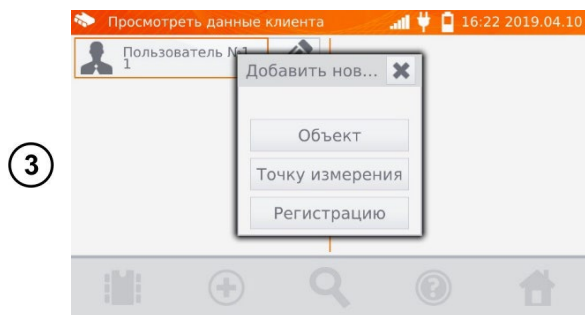 Просмотреть данные клиента 16:22 2019.04.10
Пользователь №1
1
Добавить нов...
3
Объект
Точку измерения
Регистрацию